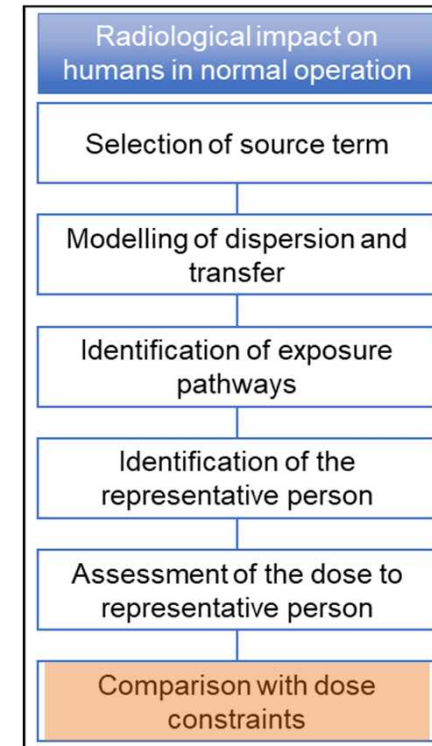 Radiological impact on
humans in normal operation
Selection of source term
Modelling of dispersion and
transfer
Identification of exposure
pathways
Identification of the
representative person
Assessment of the dose to
representative person
Comparison with dose
constraints